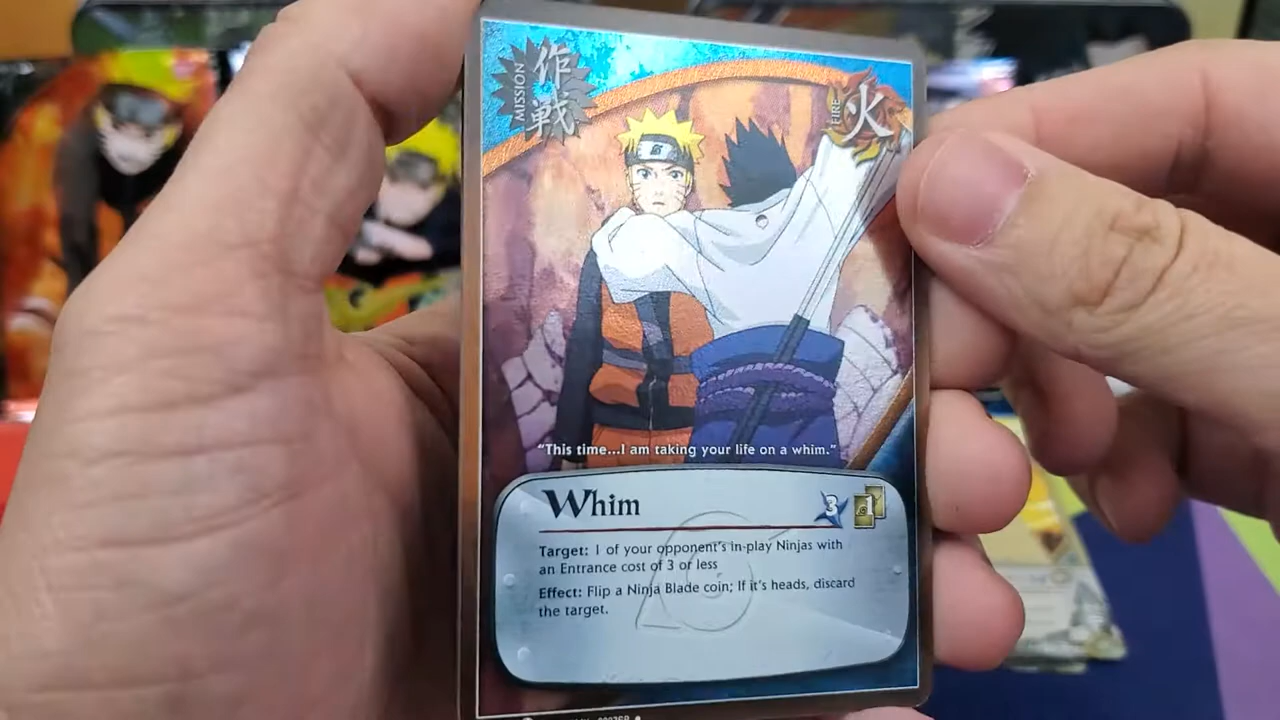 MISSION
作戦
FIRE
火
“This time...I am taking your life on a whim.”
Whim
3
1
Target: 1 of your opponent's in-play Ninjas with
an Entrance cost of 3 or less
Effect: Flip a Ninja Blade coin; If it's heads, discard
the target.